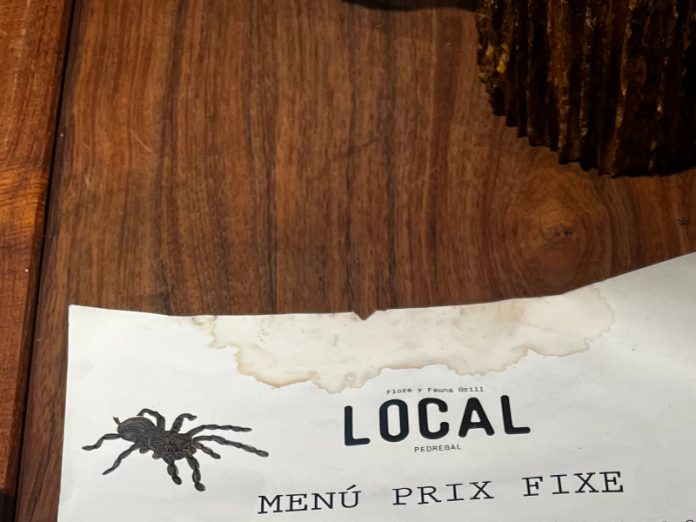 Flora y Fauna Grill
LOCAL
PEDREGAL
MENÚ PRIX FIXE